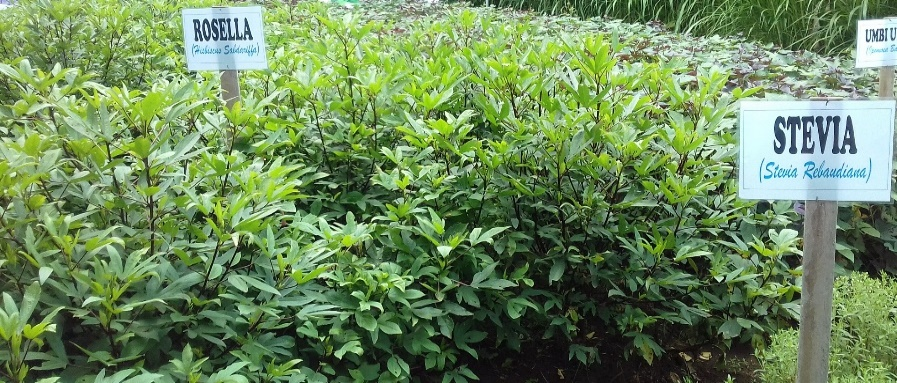 ROSELLA
(Hibiscus Sabdariffa)
STEVIA
(Stevia Rebaudiana)
UMBI U